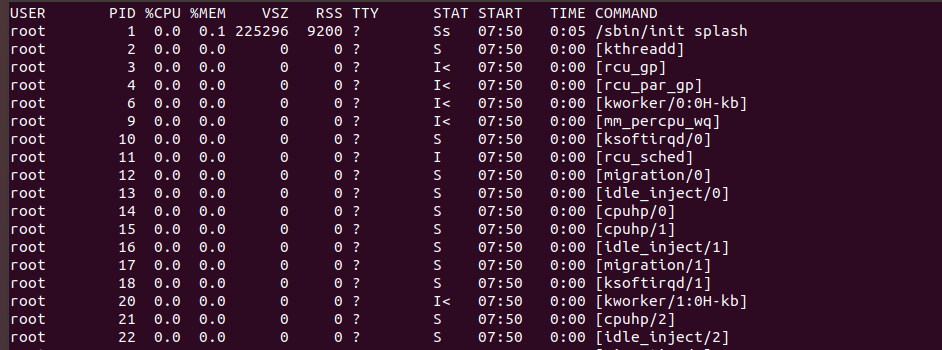 USER       PID %CPU %MEM    VSZ   RSS TTY      STAT START   TIME COMMAND
root         1  0.0  0.1 225296  9200 ?        Ss   07:50   0:05 /sbin/init splash
root         2  0.0  0.0      0     0 ?        S    07:50   0:00 [kthreadd]
root         3  0.0  0.0      0     0 ?        I<   07:50   0:00 [rcu_gp]
root         4  0.0  0.0      0     0 ?        I<   07:50   0:00 [rcu_par_gp]
root         6  0.0  0.0      0     0 ?        I<   07:50   0:00 [kworker/0:0H-kb]
root         9  0.0  0.0      0     0 ?        I<   07:50   0:00 [mm_percpu_wq]
root        10  0.0  0.0      0     0 ?        S    07:50   0:00 [ksoftirqd/0]
root        11  0.0  0.0      0     0 ?        I    07:50   0:00 [rcu_sched]
root        12  0.0  0.0      0     0 ?        S    07:50   0:00 [migration/0]
root        13  0.0  0.0      0     0 ?        S    07:50   0:00 [idle_inject/0]
root        14  0.0  0.0      0     0 ?        S    07:50   0:00 [cpuhp/0]
root        15  0.0  0.0      0     0 ?        S    07:50   0:00 [cpuhp/1]
root        16  0.0  0.0      0     0 ?        S    07:50   0:00 [idle_inject/1]
root        17  0.0  0.0      0     0 ?        S    07:50   0:00 [migration/1]
root        18  0.0  0.0      0     0 ?        S    07:50   0:00 [ksoftirqd/1]
root        20  0.0  0.0      0     0 ?        I<   07:50   0:00 [kworker/1:0H-kb]
root        21  0.0  0.0      0     0 ?        S    07:50   0:00 [cpuhp/2]
root        22  0.0  0.0      0     0 ?        S    07:50   0:00 [idle_inject/2]